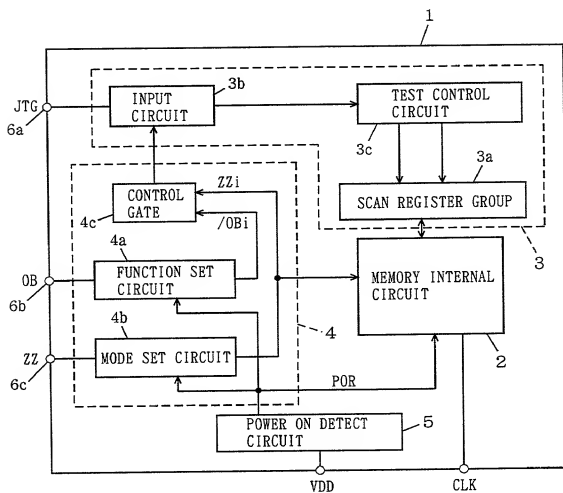 1
JTG
6a
INPUT
CIRCUIT
3b
TEST CONTROL
CIRCUIT
3c
3a
SCAN REGISTER GROUP
3
CONTROL
GATE
4c
ZZi
/OBi
4a
OB
6b
FUNCTION SET
CIRCUIT
MEMORY INTERNAL
CIRCUIT
2
4b
4
ZZ
6c
MODE SET CIRCUIT
POR
POWER ON DETECT
CIRCUIT
5
VDD
CLK